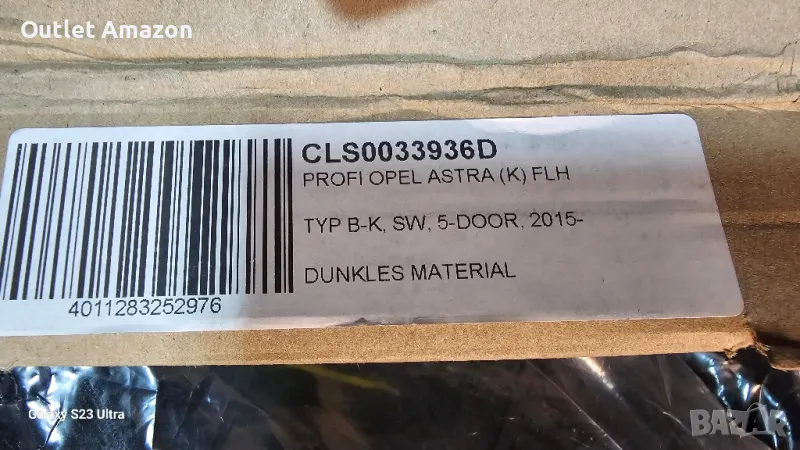 Outlet Amazon
CLS0033936D
PROFI OPEL ASTRA (K) FLH
TYP B-K, SW, 5-DOOR, 2015-
DUNKLES MATERIAL
4011283252976
Galaxy S23 Ultra
BAZAR